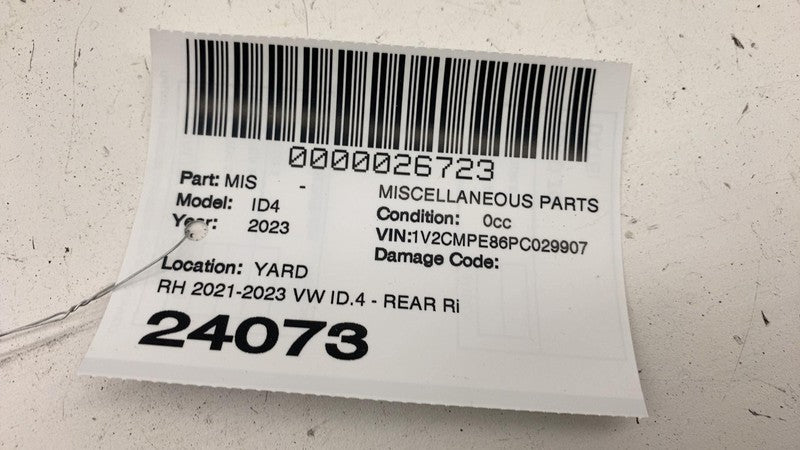 0000026723
Part: MIS - MISCELLANEOUS PARTS
Model: ID4 Condition: 0cc
Year: 2023 VIN:1V2CMPE86PC029907
Damage Code:
Location: YARD
RH 2021-2023 VW ID.4 - REAR Ri
24073